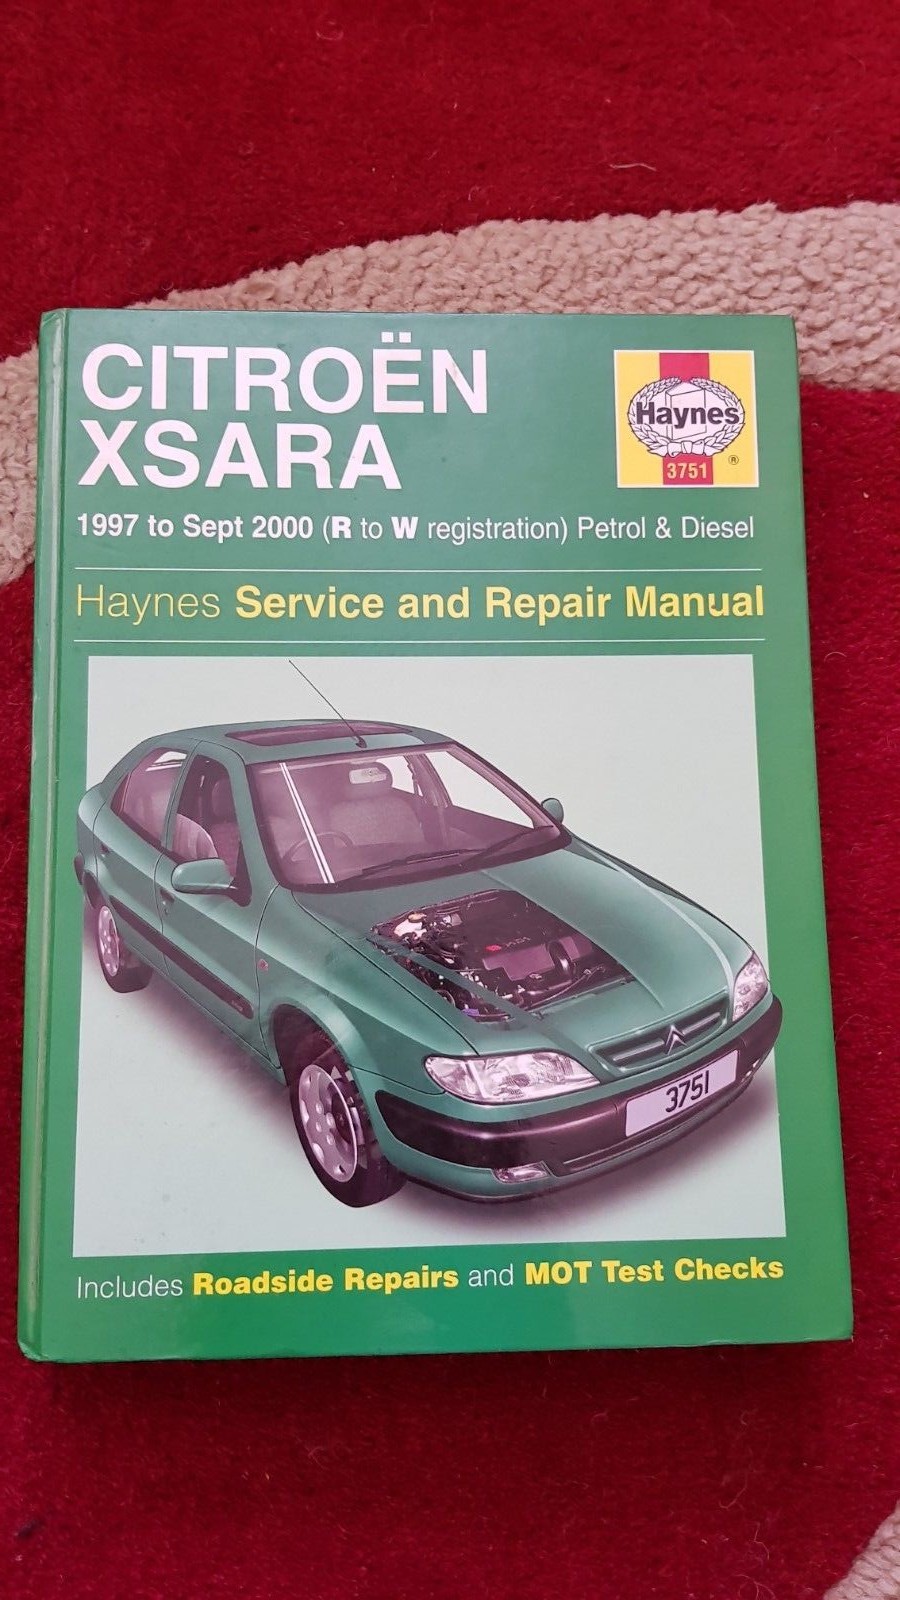 CITROËN
XSARA
Haynes
®
3751
1997 to Sept 2000 (R to W registration) Petrol & Diesel
Haynes Service and Repair Manual
HDi
3751
Includes Roadside Repairs and MOT Test Checks